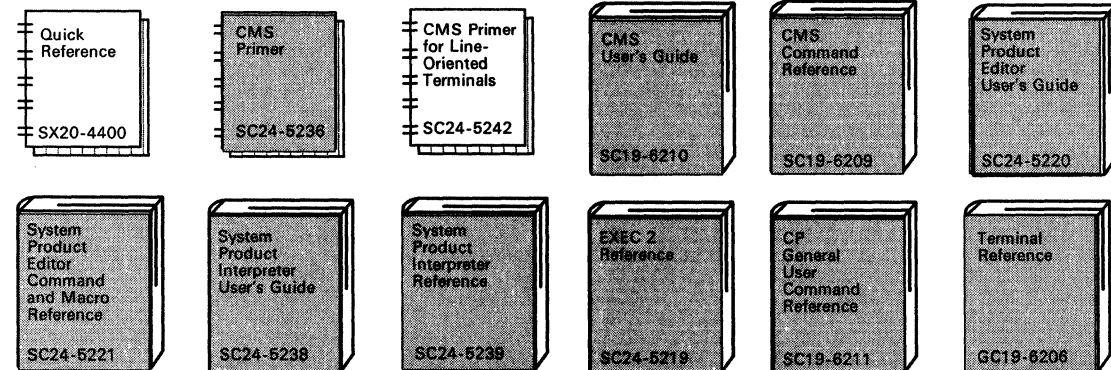 Quick
Reference
SX20-4400
CMS
Primer
SC24-5236
CMS Primer
for Line-
Oriented
Terminals
SC24-5242
CMS
User's Guide
SC19-6210
CMS
Command
Reference
SC19-6209
System
Product
Editor
User's Guide
SC24-5220
System
Product
Editor
Command
and Macro
Reference
SC24-5221
System
Product
Interpreter
User's Guide
SC24-5238
System
Product
Interpreter
Reference
SC24-5239
EXEC 2
Reference
SC24-5219
CP
General
User
Command
Reference
SC19-6211
Terminal
Reference
GC19-6206